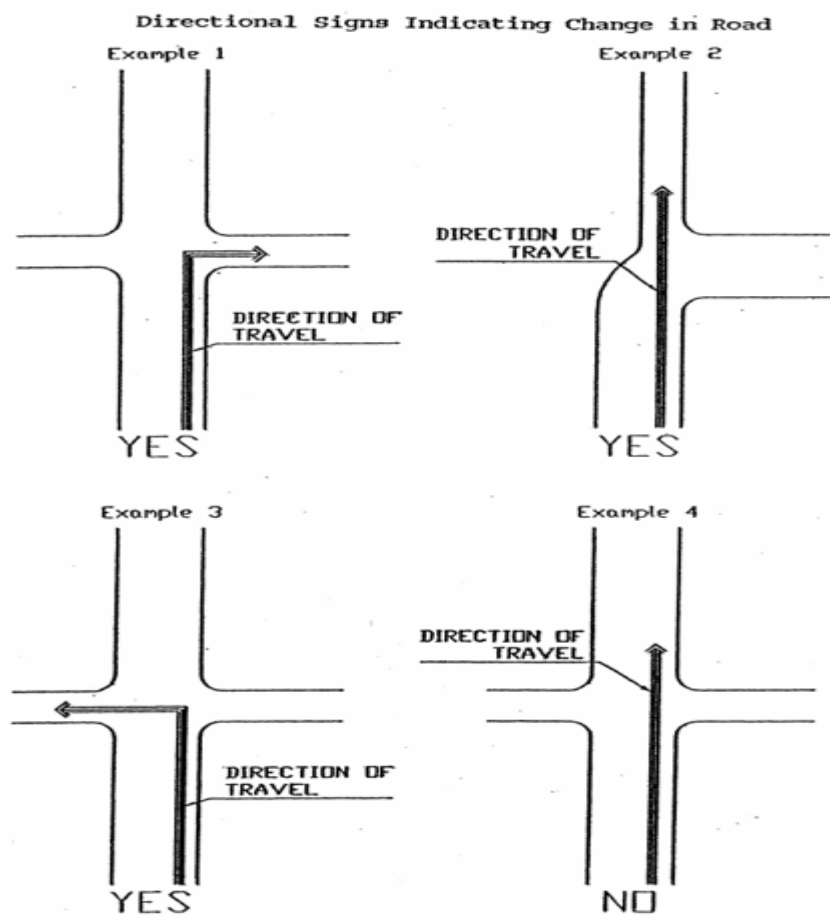 Directional Signs Indicating Change in Road
Example 1
Example 2
DIRECTION OF
TRAVEL
DIRECTION OF
TRAVEL
YES
YES
Example 3
Example 4
DIRECTION OF
TRAVEL
DIRECTION OF
TRAVEL
YES
NO